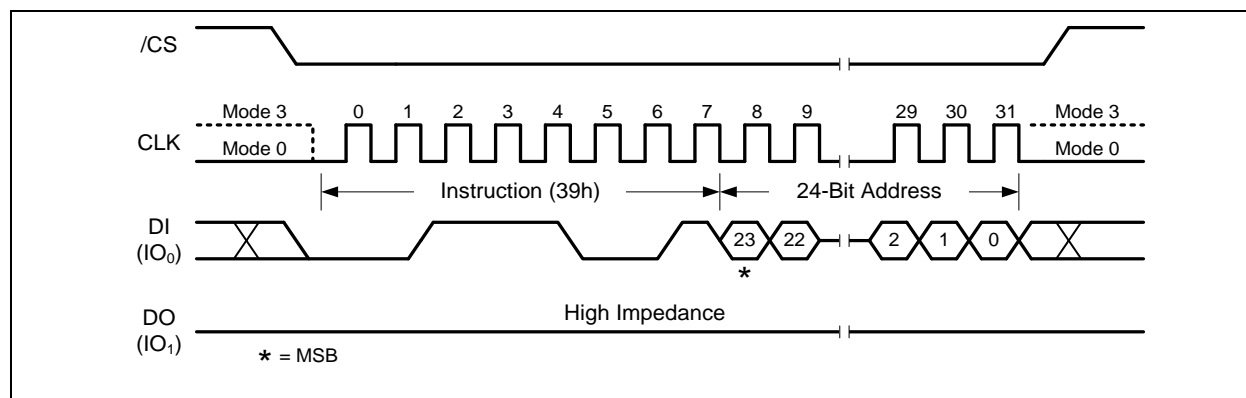 /CS
Mode 3 0 1 2 3 4 5 6 7 8 9 29 30 31 Mode 3
CLK
Mode 0 Mode 0
Instruction (39h) 24-Bit Address
DI
(IO₀)
23 22 2 1 0
*
DO
(IO₁)
High Impedance
* = MSB